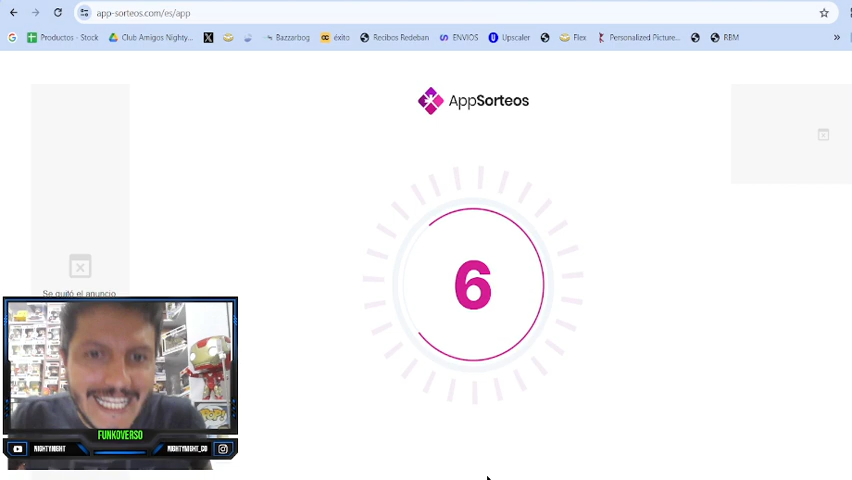 app-sorteos.com/es/app
Productos - Stock
Club Amigos Nighty...
Bazzarbog
éxito
Recibos Redeban
ENVIOS
Upscaler
Flex
Personalized Picture...
RBM
AppSorteos
6
Se quitó el anuncio
POP!
FUNKOVERSO
NIGHTYNIGHT
NIGHTYNIGHT_CO